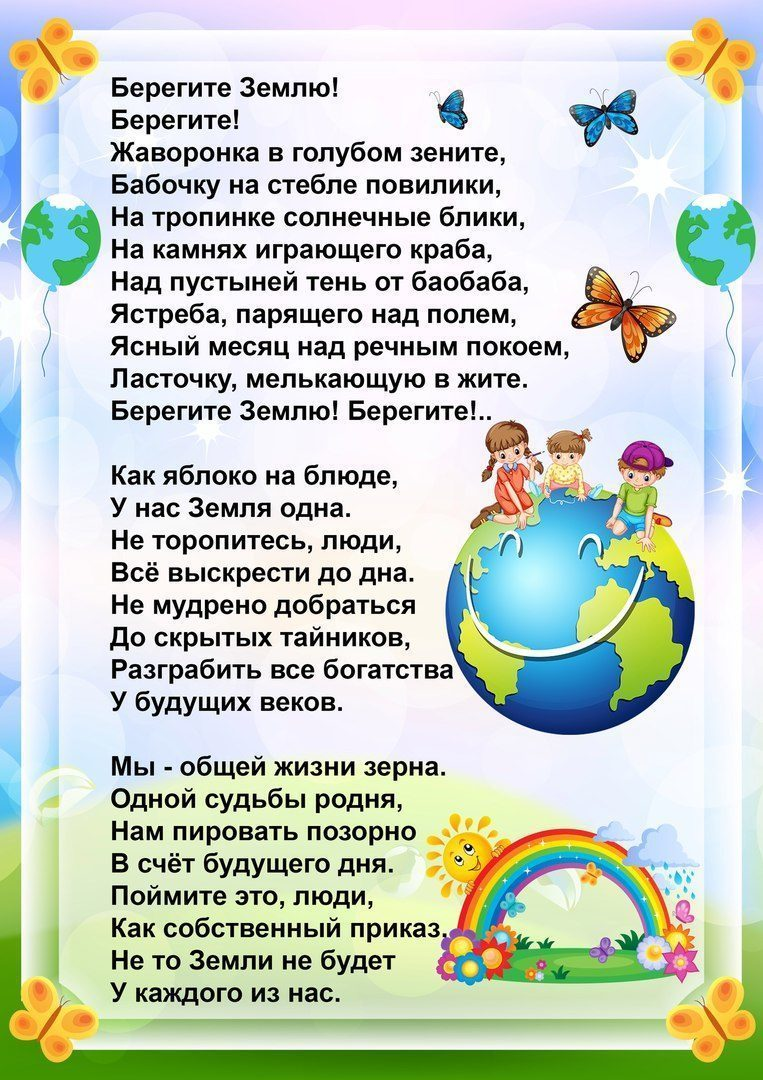 Берегите Землю!
Берегите!
Жаворонка в голубом зените,
Бабочку на стебле повилики,
На тропинке солнечные блики,
На камнях играющего краба,
Над пустыней тень от баобаба,
Ястреба, парящего над полем,
Ясный месяц над речным покоем,
Ласточку, мелькающую в жите.
Берегите Землю! Берегите!..

Как яблоко на блюде,
У нас Земля одна.
Не торопитесь, люди,
Всё выскрести до дна.
Не мудрено добраться
До скрытых тайников,
Разграбить все богатства
У будущих веков.

Мы - общей жизни зерна.
Одной судьбы родня,
Нам пировать позорно
В счёт будущего дня.
Поймите это, люди,
Как собственный приказ.
Не то Земли не будет
У каждого из нас.